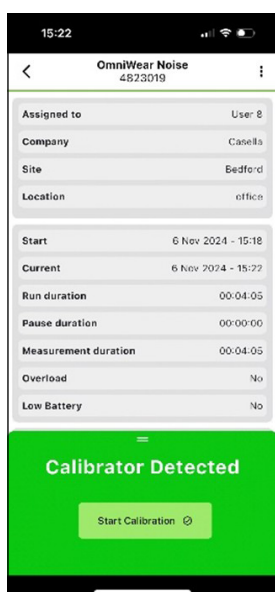 15:22
OmniWear Noise
4823019
Assigned to User 8
Company Casella
Site Bedford
Location office
Start 6 Nov 2024 - 15:18
Current 6 Nov 2024 - 15:22
Run duration 00:04:05
Pause duration 00:00:00
Measurement duration 00:04:05
Overload No
Low Battery No
Calibrator Detected
Start Calibration